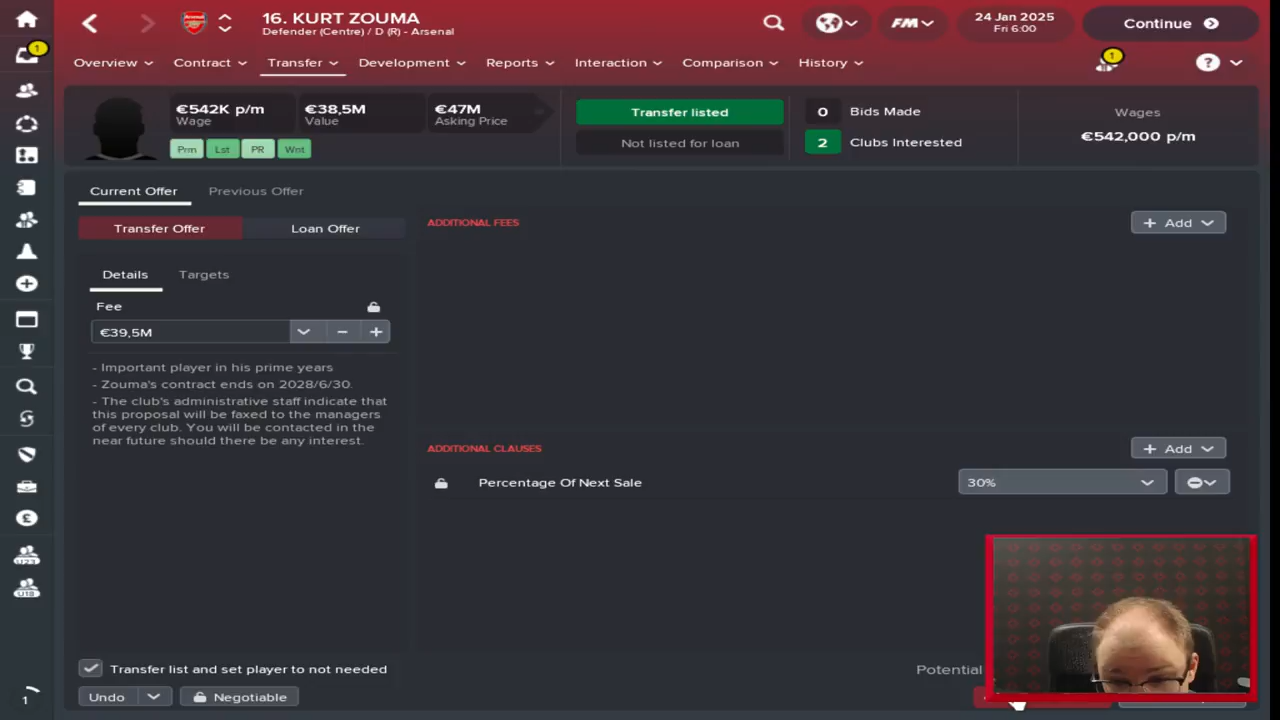 16. KURT ZOUMA
Defender (Centre) / D (R) - Arsenal
FM
24 Jan 2025
Fri 6:00
Continue
1
Overview
Contract
Transfer
Development
Reports
Interaction
Comparison
History
1
?
€542K p/m
Wage
€38,5M
Value
€47M
Asking Price
Prm
Lst
PR
Wnt
Transfer listed
Not listed for loan
0 Bids Made
2 Clubs Interested
Wages
€542,000 p/m
Current Offer
Previous Offer
Transfer Offer
Loan Offer
Details
Targets
Fee
€39,5M
- Important player in his prime years
- Zouma's contract ends on 2028/6/30.
- The club's administrative staff indicate that
this proposal will be faxed to the managers
of every club. You will be contacted in the
near future should there be any interest.
ADDITIONAL FEES
+ Add
ADDITIONAL CLAUSES
+ Add
Percentage Of Next Sale
30%
U23
U18
1
Transfer list and set player to not needed
Undo
Negotiable
Potential